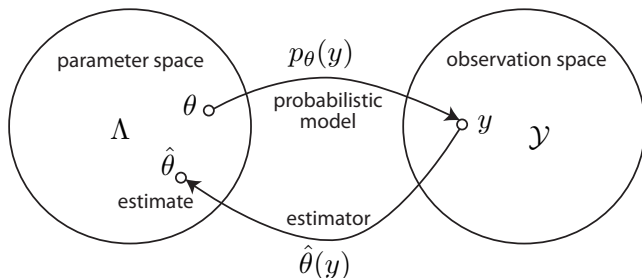 parameter space
p_θ(y)
observation space
θ
probabilistic
model
y
Λ
𝒴
θ̂
estimate
estimator
θ̂(y)